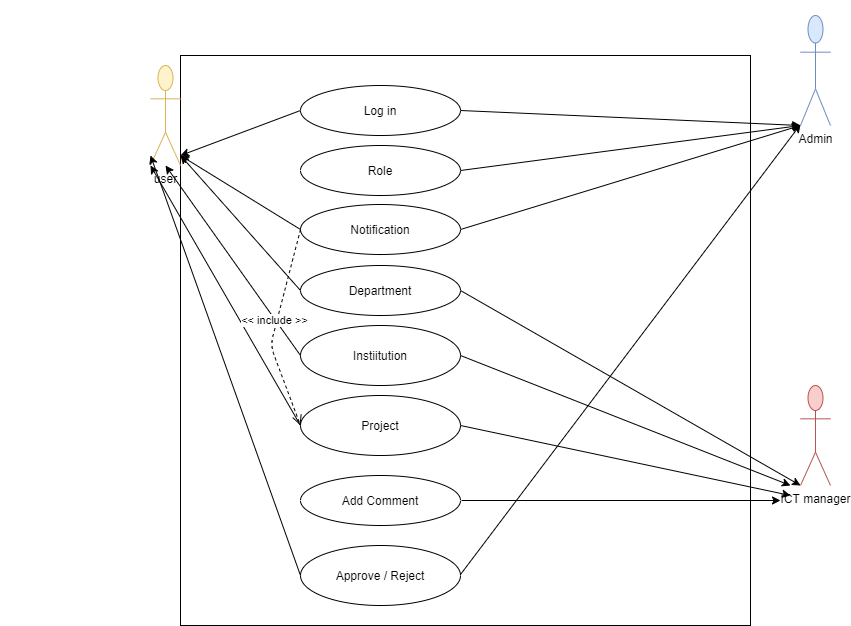 Log in
Admin
Role
user
Notification
Department
<< include >>
Instiitution
Project
Add Comment
ICT manager
Approve / Reject